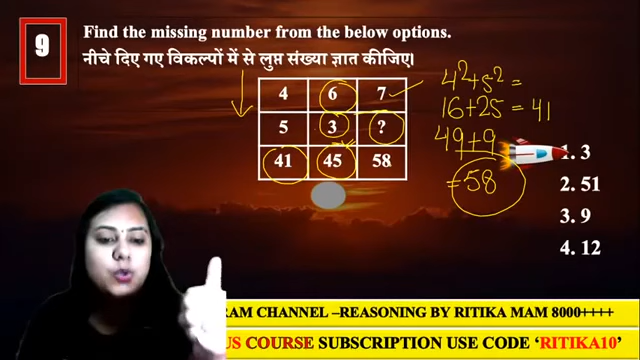 9
Find the missing number from the below options.
नीचे दिए गए विकल्पों में से लुप्त संख्या ज्ञात कीजिए।
4 6 7
5 3 ?
41 45 58
4²+5² =
16+25 = 41
49+9
=58
1. 3
2. 51
3. 9
4. 12
RAM CHANNEL –REASONING BY RITIKA MAM 8000++++
US COURSE SUBSCRIPTION USE CODE ‘RITIKA10’